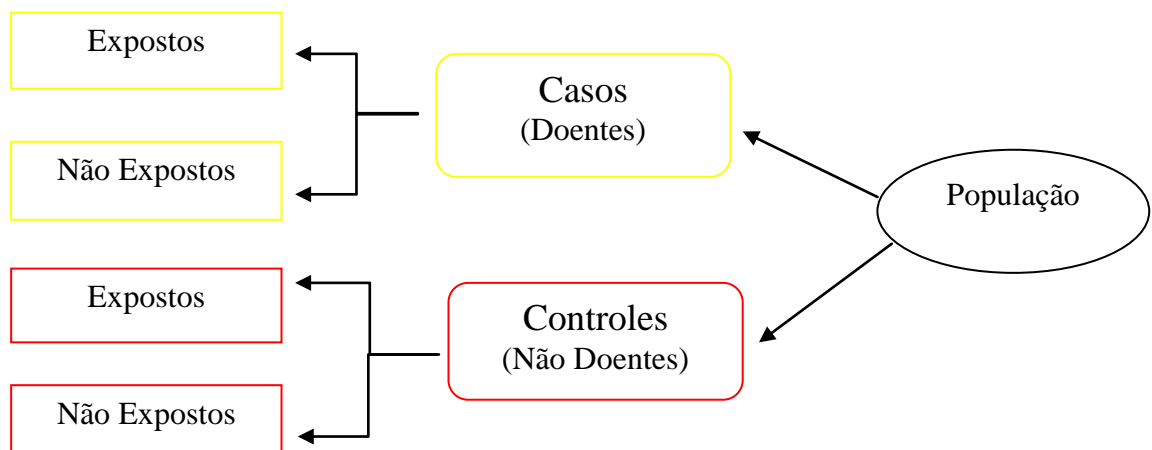 Expostos
Não Expostos
Casos
(Doentes)
População
Expostos
Não Expostos
Controles
(Não Doentes)